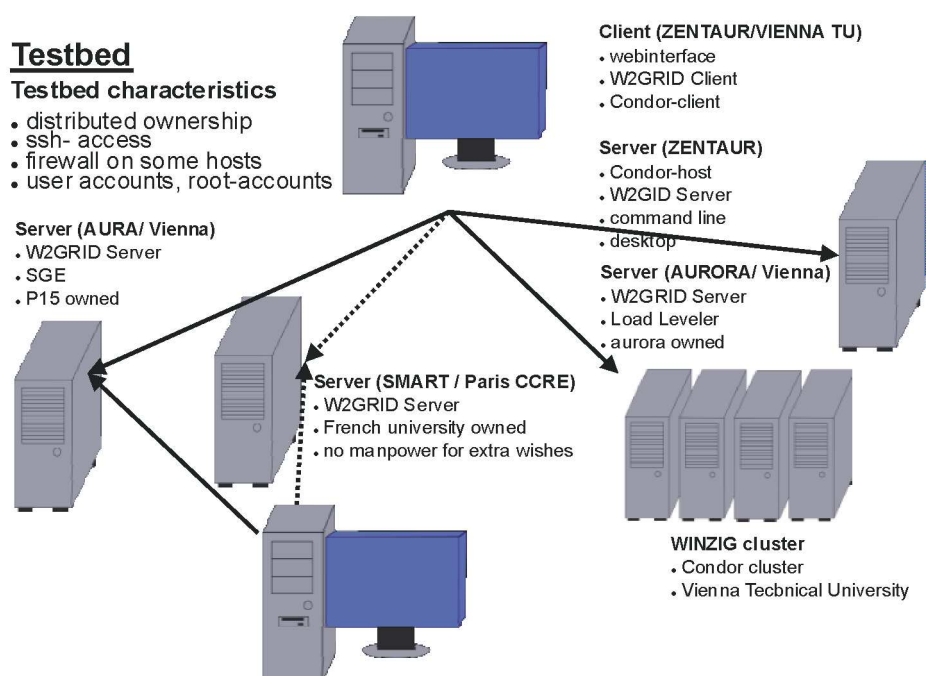 Testbed
Testbed characteristics
• distributed ownership
• ssh- access
• firewall on some hosts
• user accounts, root-accounts
Client (ZENTAUR/VIENNA TU)
• webinterface
• W2GRID Client
• Condor-client
Server (ZENTAUR)
• Condor-host
• W2GID Server
• command line
• desktop
Server (AURA/ Vienna)
• W2GRID Server
• SGE
• P15 owned
Server (AURORA/ Vienna)
• W2GRID Server
• Load Leveler
• aurora owned
Server (SMART / Paris CCRE)
• W2GRID Server
• French university owned
• no manpower for extra wishes
WINZIG cluster
• Condor cluster
• Vienna Technical University